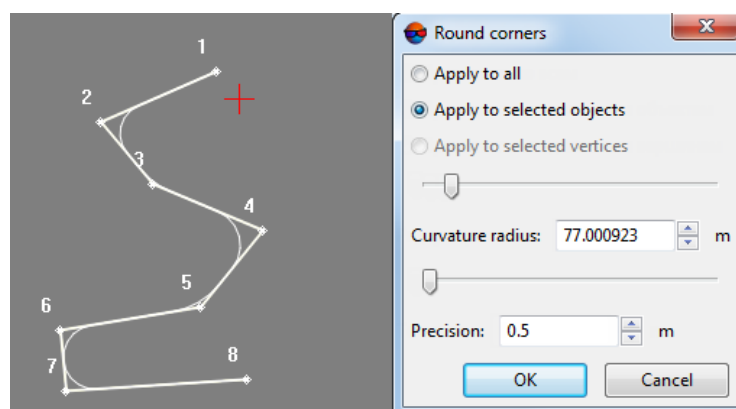 1
2
3
4
5
6
7
8
Round corners
Apply to all
Apply to selected objects
Apply to selected vertices
Curvature radius: 77.000923 m
Precision: 0.5 m
OK Cancel